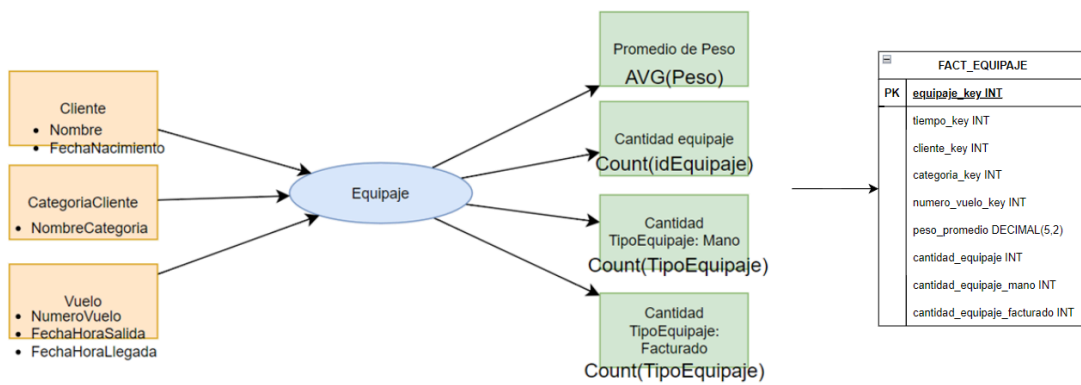 Cliente
Nombre
FechaNacimiento
CategoriaCliente
NombreCategoria
Vuelo
NumeroVuelo
FechaHoraSalida
FechaHoraLlegada
Equipaje
Promedio de Peso
AVG(Peso)
Cantidad equipaje
Count(idEquipaje)
Cantidad
TipoEquipaje: Mano
Count(TipoEquipaje)
Cantidad
TipoEquipaje:
Facturado
Count(TipoEquipaje)
FACT_EQUIPAJE
PK equipaje_key INT
tiempo_key INT
cliente_key INT
categoria_key INT
numero_vuelo_key INT
peso_promedio DECIMAL(5,2)
cantidad_equipaje INT
cantidad_equipaje_mano INT
cantidad_equipaje_facturado INT